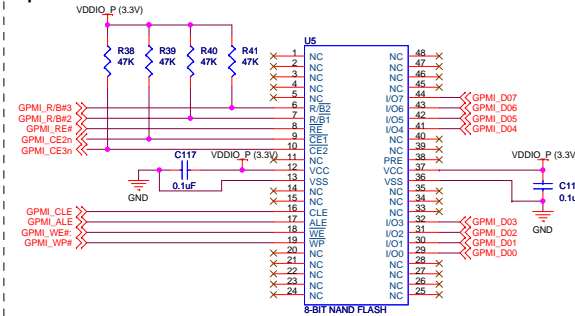 VDDIO_P (3.3V)
R38
47K
R39
47K
R40
47K
R41
47K
U5
1 NC NC 48
2 NC NC 47
3 NC NC 46
4 NC NC 45
5 NC I/O7 44 GPMI_D07
GPMI_R/B#3 6 R/B2 I/O6 43 GPMI_D06
GPMI_R/B#2 7 R/B1 I/O5 42 GPMI_D05
GPMI_RE# 8 RE I/O4 41 GPMI_D04
GPMI_CE2n 9 CE1 NC 40
GPMI_CE3n 10 CE2 NC 39
C117 VDDIO_P (3.3V) 11 NC PRE 38 VDDIO_P (3.3V
12 VCC VCC 37
0.1uF 13 VSS VSS 36
GND 14 NC NC 35
15 NC NC 34
GPMI_CLE 16 CLE NC 33
GPMI_ALE 17 ALE I/O3 32 GPMI_D03
GPMI_WE#: 18 WE I/O2 31 GPMI_D02
GPMI_WP# 19 WP I/O1 30 GPMI_D01
20 NC I/O0 29 GPMI_D00
21 NC NC 28
22 NC NC 27
23 NC NC 26
24 NC NC 25
GND
8-BIT NAND FLASH